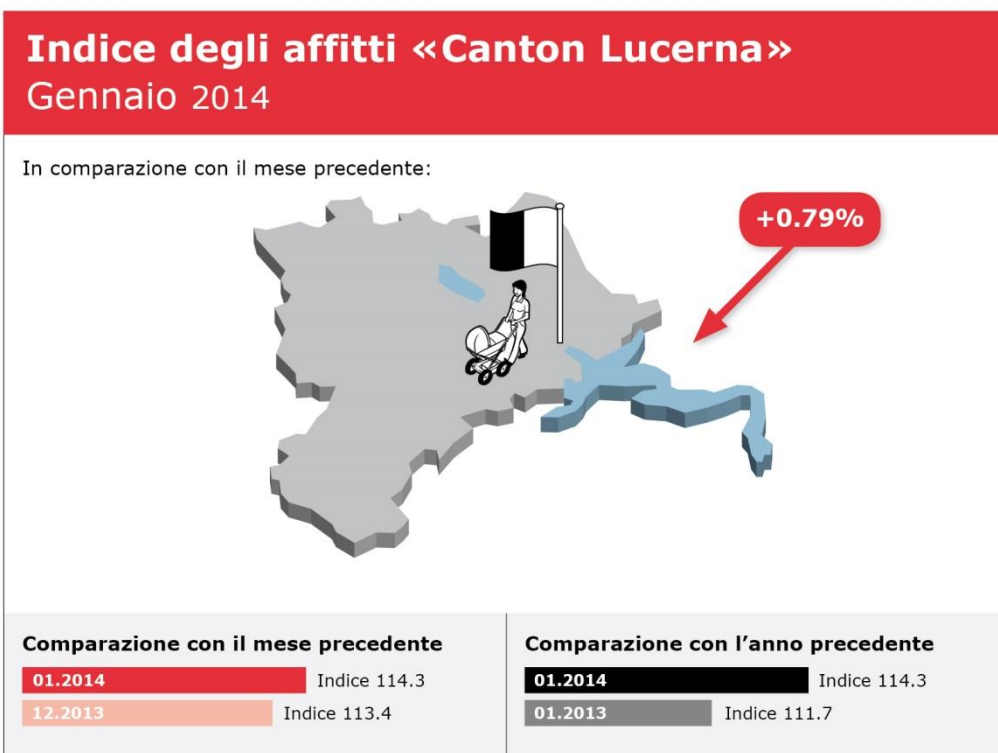 Indice degli affitti «Canton Lucerna»
Gennaio 2014
In comparazione con il mese precedente:
+0.79%
Comparazione con il mese precedente
01.2014 Indice 114.3
12.2013 Indice 113.4
Comparazione con l’anno precedente
01.2014 Indice 114.3
01.2013 Indice 111.7